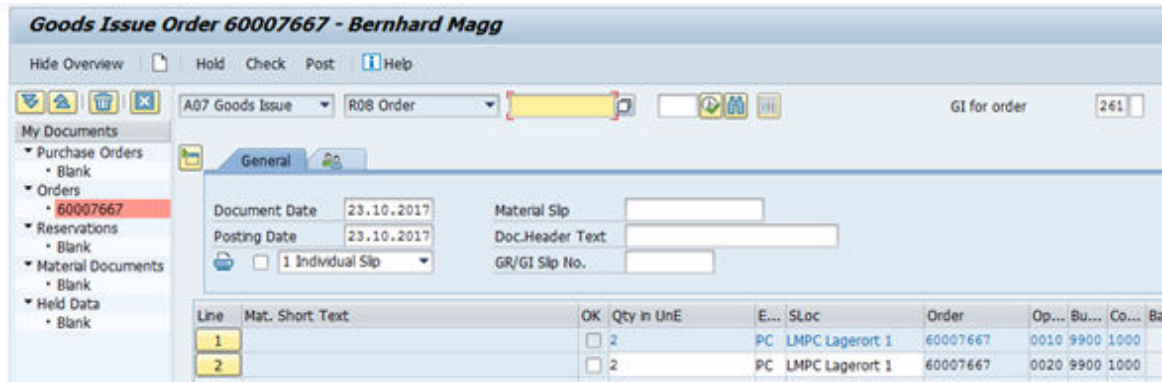 Goods Issue Order 60007667 - Bernhard Magg
Hide Overview Hold Check Post Help
A07 Goods Issue R08 Order GI for order 261
My Documents
Purchase Orders
Blank
Orders
60007667
Reservations
Blank
Material Documents
Blank
Held Data
Blank
General
Document Date 23.10.2017 Material Slip
Posting Date 23.10.2017 Doc.Header Text
1 Individual Slip GR/GI Slip No.
Line Mat. Short Text OK Qty in UnE E... SLoc Order Op... Bu... Co... Ba
1 2 PC LMPC Lagerort 1 60007667 0010 9900 1000
2 2 PC LMPC Lagerort 1 60007667 0020 9900 1000